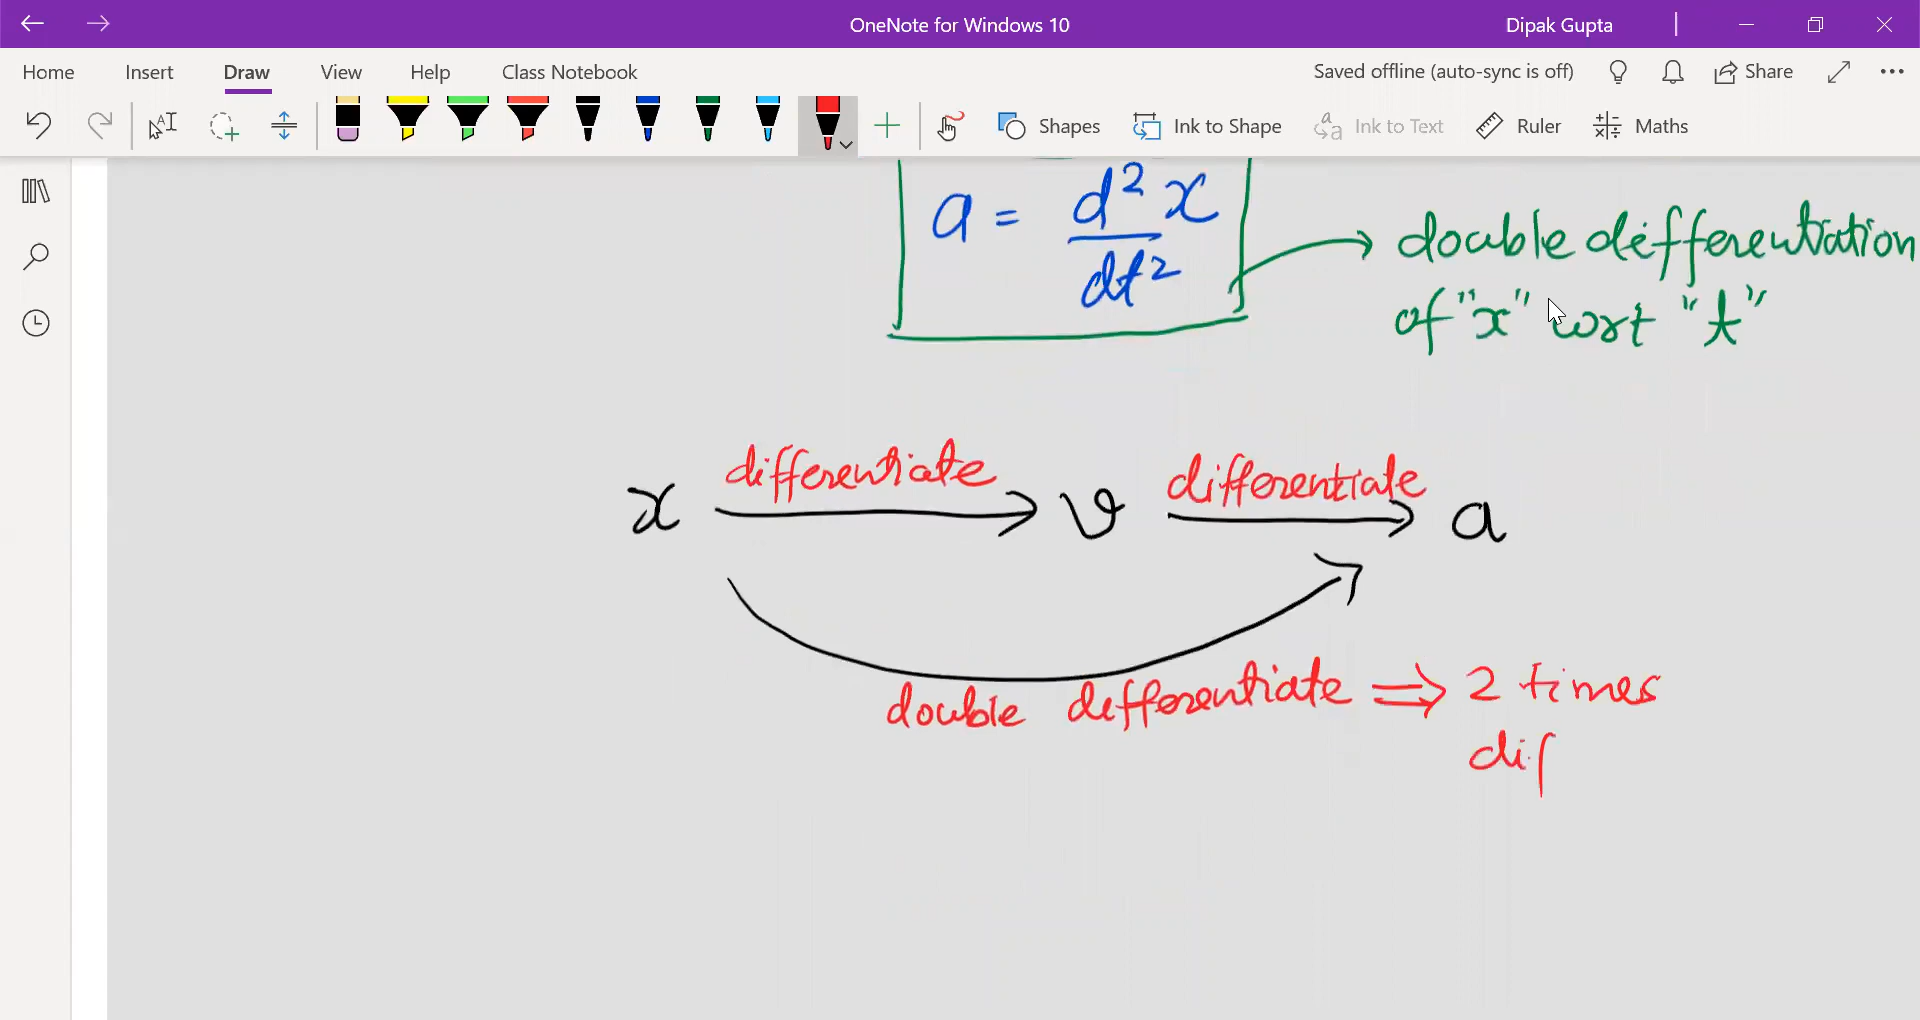 OneNote for Windows 10
Dipak Gupta
Home Insert Draw View Help Class Notebook
Saved offline (auto-sync is off) Share
Shapes Ink to Shape Ink to Text Ruler Maths
a = d²x
dt²
double differentiation
of "x" wrt "t"
x differentiate v differentiate a
double differentiate ⇒ 2 times
dif